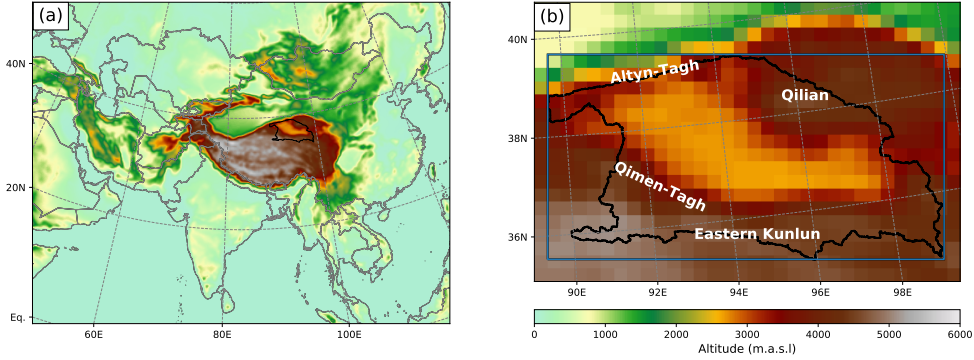 (a)
40N
20N
Eq.
60E
80E
100E
(b)
40N
38N
36N
Altyn-Tagh
Qilian
Qimen-Tagh
Eastern Kunlun
90E
92E
94E
96E
98E
0
1000
2000
3000
4000
5000
6000
Altitude (m.a.s.l)